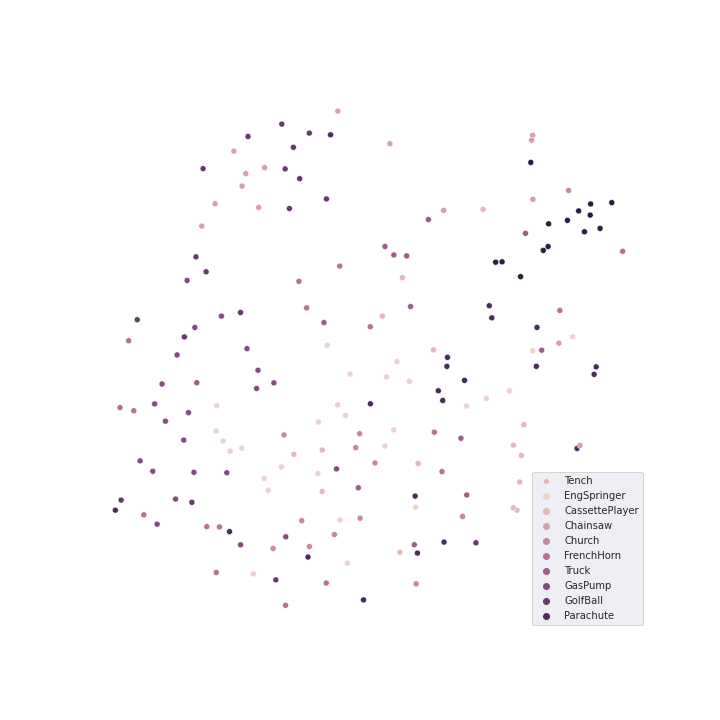 Tench
EngSpringer
CassettePlayer
Chainsaw
Church
FrenchHorn
Truck
GasPump
GolfBall
Parachute